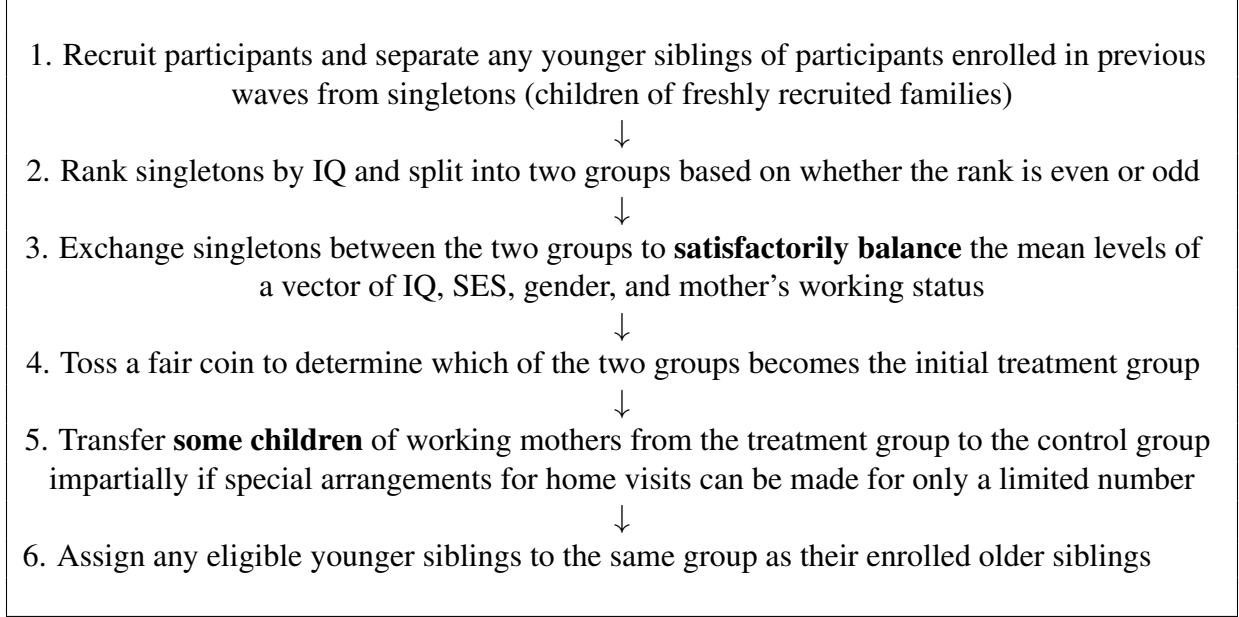 1. Recruit participants and separate any younger siblings of participants enrolled in previous
waves from singletons (children of freshly recruited families)
↓
2. Rank singletons by IQ and split into two groups based on whether the rank is even or odd
↓
3. Exchange singletons between the two groups to satisfactorily balance the mean levels of
a vector of IQ, SES, gender, and mother's working status
↓
4. Toss a fair coin to determine which of the two groups becomes the initial treatment group
↓
5. Transfer some children of working mothers from the treatment group to the control group
impartially if special arrangements for home visits can be made for only a limited number
↓
6. Assign any eligible younger siblings to the same group as their enrolled older siblings